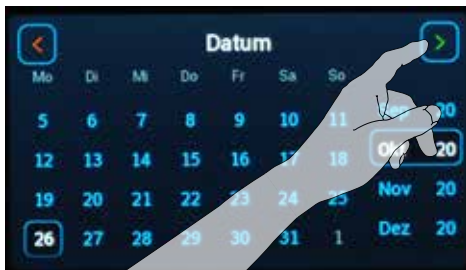 < Datum >
Mo Di Mi Do Fr Sa So
5 6 7 8 9 10 11 20
12 13 14 15 16 17 18 20
19 20 21 22 23 24 25 Nov 20
26 27 28 29 30 31 1 Dez 20